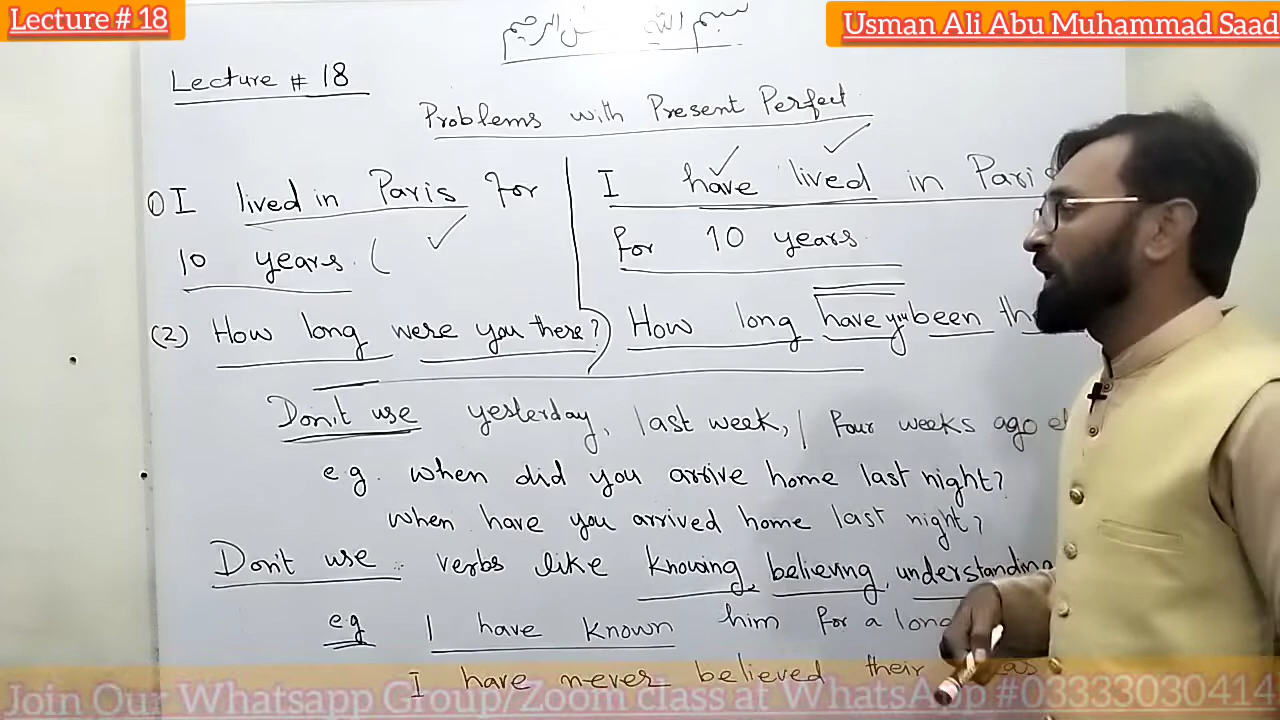 Lecture # 18
Usman Ali Abu Muhammad Saad
بسم اللہ الرحمٰن الرحیم
Lecture # 18
Problems with Present Perfect
① I lived in Paris for
10 years. (
I have lived in Paris
for 10 years.
(2) How long were you there?
How long have you been the
Don't use yesterday, last week, four weeks ago
e.g. when did you arrive home last night?
when have you arrived home last night?
Don't use verbs like knowing, believing, understanding
e.g I have known him for a long
I have never believed their
Join Our Whatsapp Group/Zoom class at WhatsApp #03333030414